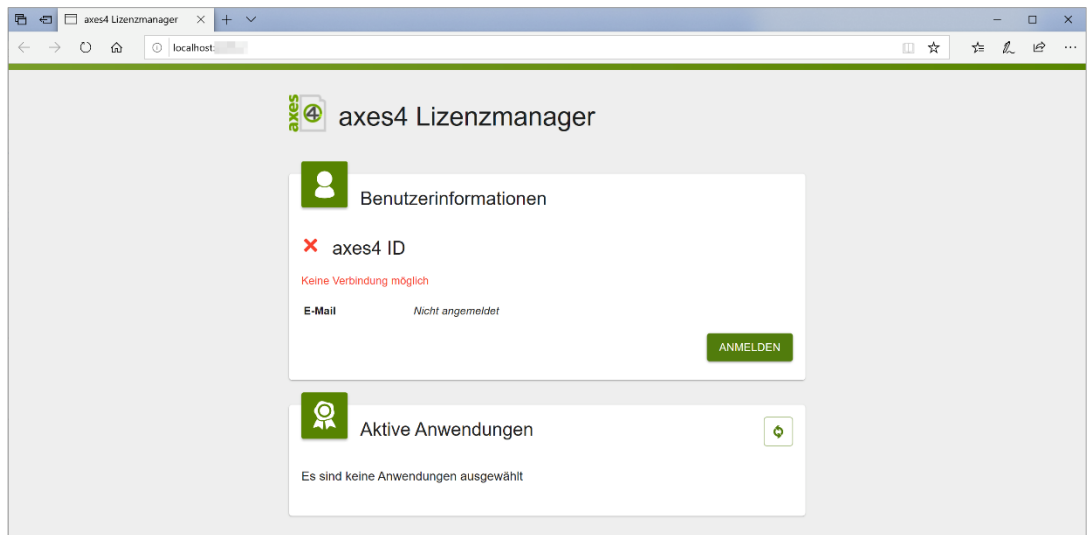 axes4 Lizenzmanager
localhost:
axes4
axes4 Lizenzmanager
Benutzerinformationen
axes4 ID
Keine Verbindung möglich
E-Mail Nicht angemeldet
ANMELDEN
Aktive Anwendungen
Es sind keine Anwendungen ausgewählt